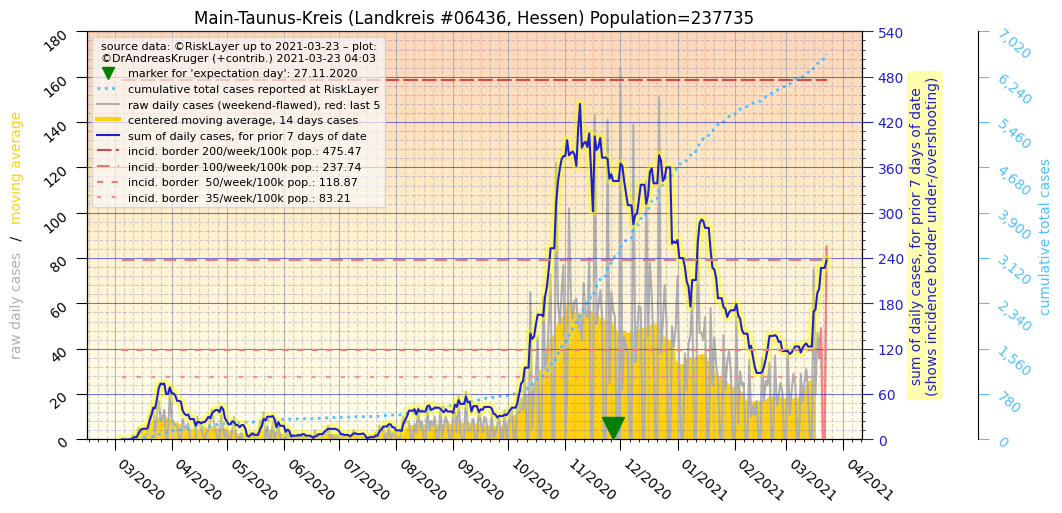 Main-Taunus-Kreis (Landkreis #06436, Hessen) Population=237735
source data: ©RiskLayer up to 2021-03-23 – plot:
©DrAndreasKruger (+contrib.) 2021-03-23 04:03
marker for 'expectation day': 27.11.2020
cumulative total cases reported at RiskLayer
raw daily cases (weekend-flawed), red: last 5
centered moving average, 14 days cases
sum of daily cases, for prior 7 days of date
incid. border 200/week/100k pop.: 475.47
incid. border 100/week/100k pop.: 237.74
incid. border  50/week/100k pop.: 118.87
incid. border  35/week/100k pop.: 83.21
raw daily cases / moving average
180
160
140
120
100
80
60
40
20
0
03/2020
04/2020
05/2020
06/2020
07/2020
08/2020
09/2020
10/2020
11/2020
12/2020
01/2021
02/2021
03/2021
04/2021
540
480
420
360
300
240
180
120
60
0
sum of daily cases, for prior 7 days of date
(shows incidence border under-/overshooting)
7,020
6,240
5,460
4,680
3,900
3,120
2,340
1,560
780
0
cumulative total cases